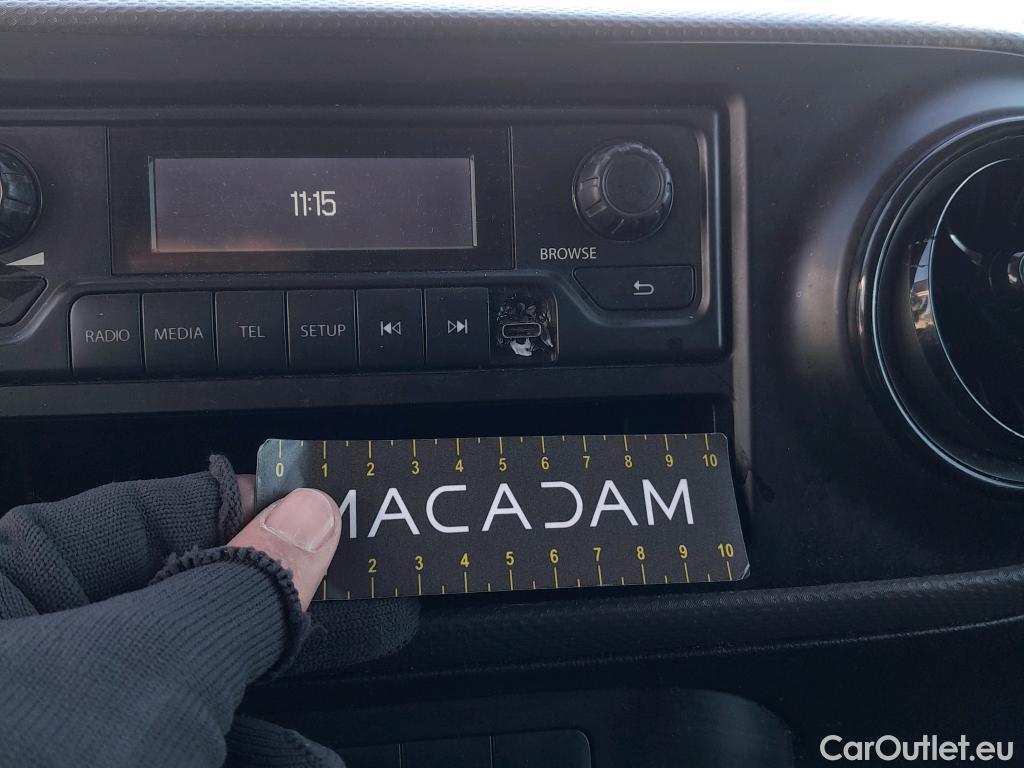 11:15
BROWSE
RADIO MEDIA TEL SETUP
0 1 2 3 4 5 6 7 8 9 10
MACADAM
2 3 4 5 6 7 8 9 10
CarOutlet.eu